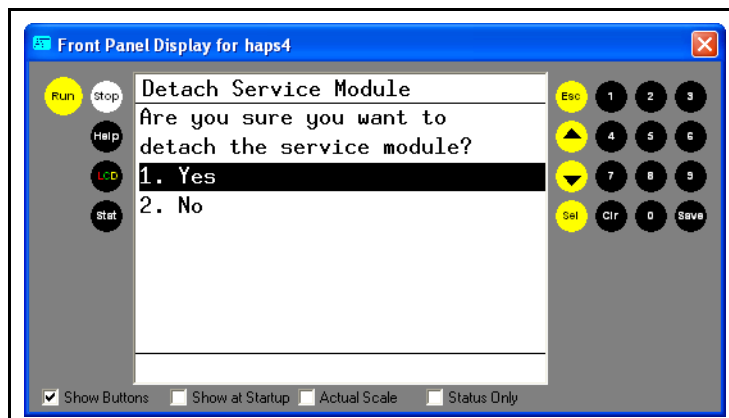 Front Panel Display for haps4
Run Stop
Detach Service Module
Esc 1 2 3
Are you sure you want to
Help
4 5 6
detach the service module?
LCD
1. Yes
7 8 9
Stat
2. No
Sel Clr 0 Save
Show Buttons Show at Startup Actual Scale Status Only